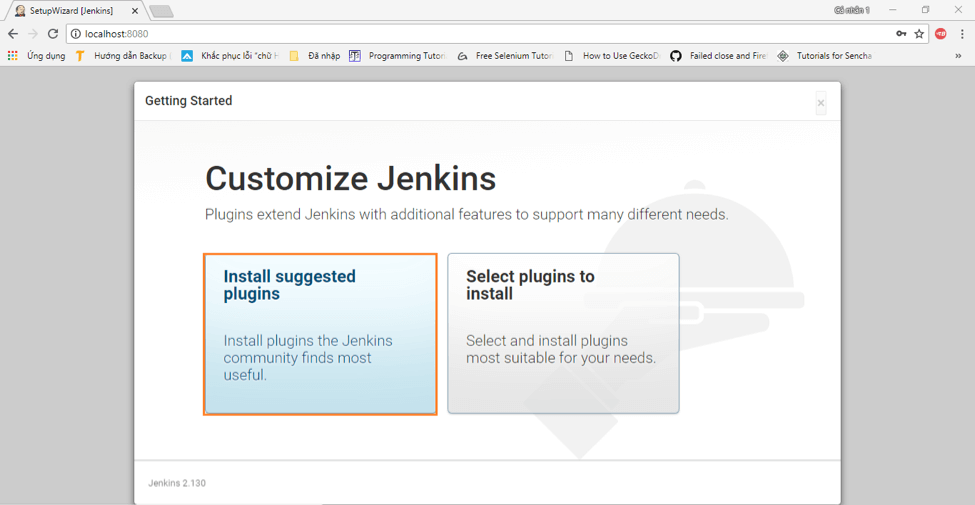 SetupWizard [Jenkins]
Cá nhân 1
localhost:8080
Ứng dụng
Hướng dẫn Backup
Khắc phục lỗi "chữ H
Đã nhập
Programming Tutori
Free Selenium Tutori
How to Use GeckoD
Failed close and Firef
Tutorials for Sencha
»
Getting Started
×
Customize Jenkins
Plugins extend Jenkins with additional features to support many different needs.
Install suggested
plugins
Install plugins the Jenkins
community finds most
useful.
Select plugins to
install
Select and install plugins
most suitable for your needs.
Jenkins 2.130